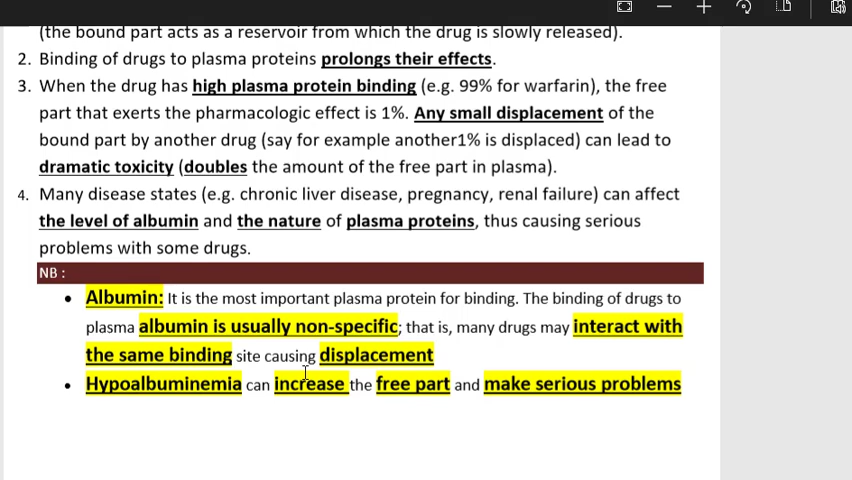 (the bound part acts as a reservoir from which the drug is slowly released).
2. Binding of drugs to plasma proteins prolongs their effects.
3. When the drug has high plasma protein binding (e.g. 99% for warfarin), the free
part that exerts the pharmacologic effect is 1%. Any small displacement of the
bound part by another drug (say for example another1% is displaced) can lead to
dramatic toxicity (doubles the amount of the free part in plasma).
4. Many disease states (e.g. chronic liver disease, pregnancy, renal failure) can affect
the level of albumin and the nature of plasma proteins, thus causing serious
problems with some drugs.
NB :
• Albumin: It is the most important plasma protein for binding. The binding of drugs to
plasma albumin is usually non-specific; that is, many drugs may interact with
the same binding site causing displacement
• Hypoalbuminemia can increase the free part and make serious problems